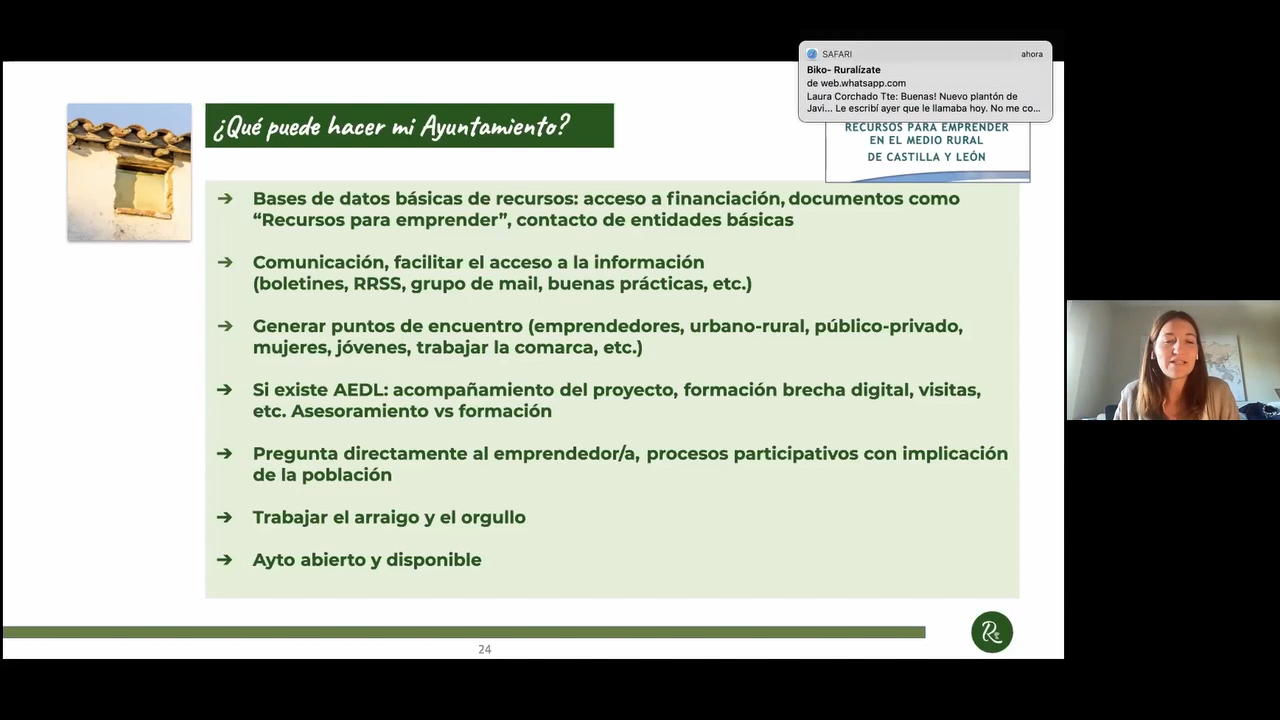 SAFARI
ahora
Biko- Ruralízate
de web.whatsapp.com
Laura Corchado Tte: Buenas! Nuevo plantón de
Javi... Le escribí ayer que le llamaba hoy. No me co...
¿Qué puede hacer mi Ayuntamiento?
RECURSOS PARA EMPRENDER
EN EL MEDIO RURAL
DE CASTILLA Y LEÓN
➔ Bases de datos básicas de recursos: acceso a financiación, documentos como
“Recursos para emprender”, contacto de entidades básicas
➔ Comunicación, facilitar el acceso a la información
(boletines, RRSS, grupo de mail, buenas prácticas, etc.)
➔ Generar puntos de encuentro (emprendedores, urbano-rural, público-privado,
mujeres, jóvenes, trabajar la comarca, etc.)
➔ Si existe AEDL: acompañamiento del proyecto, formación brecha digital, visitas,
etc. Asesoramiento vs formación
➔ Pregunta directamente al emprendedor/a, procesos participativos con implicación
de la población
➔ Trabajar el arraigo y el orgullo
➔ Ayto abierto y disponible
R
24